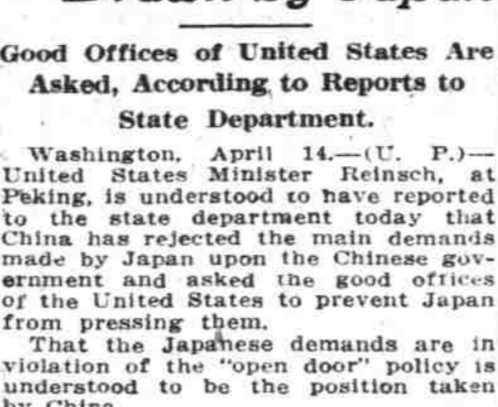 Good Offices of United States Are
Asked, According to Reports to
State Department.
Washington, April 14.—(U. P.)—
United States Minister Reinsch, at
Peking, is understood to have reported
to the state department today that
China has rejected the main demands
made by Japan upon the Chinese gov-
ernment and asked the good offices
of the United States to prevent Japan
from pressing them.
That the Japanese demands are in
violation of the "open door" policy is
understood to be the position taken
by China